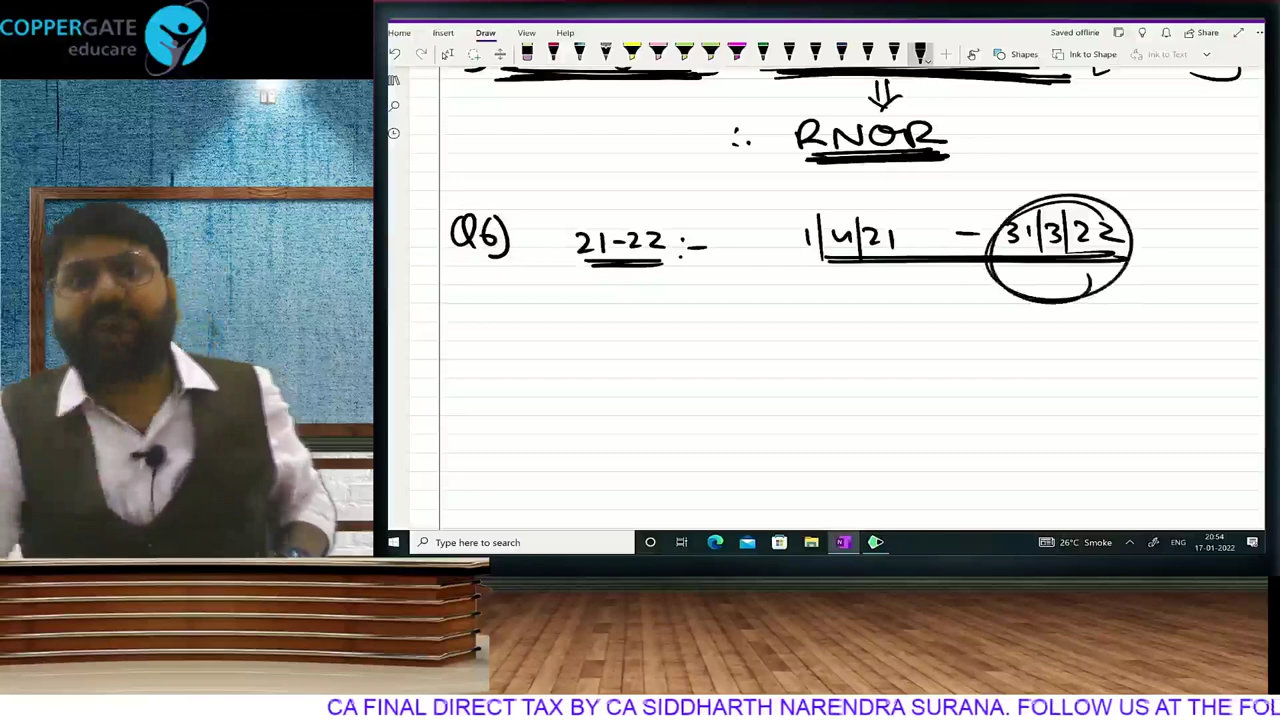 COPPERGATE
educare
Home Insert Draw View Help
Saved offline
Share
Shapes
Ink to Shape
Ink to Text
∴ RNOR
Q6) 21-22 :- 1|4|21 - 31|3|22
Type here to search
26°C Smoke
ENG
20:54
17-01-2022
CA FINAL DIRECT TAX BY CA SIDDHARTH NARENDRA SURANA. FOLLOW US AT THE FOL